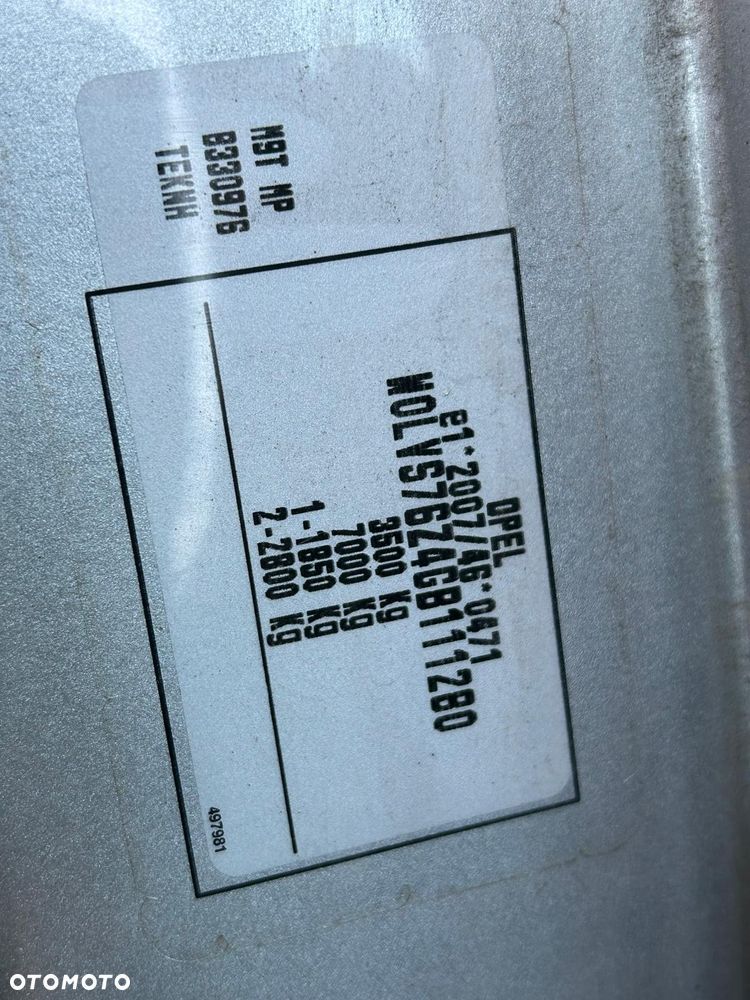 OPEL
e1*2007/46*0471
W0LVS76Z4GB111280
3500 Kg
7000 Kg
1-1850 Kg
2-2800 Kg
497981
M9T MP
B330976
TEKNH
OTOMOTO